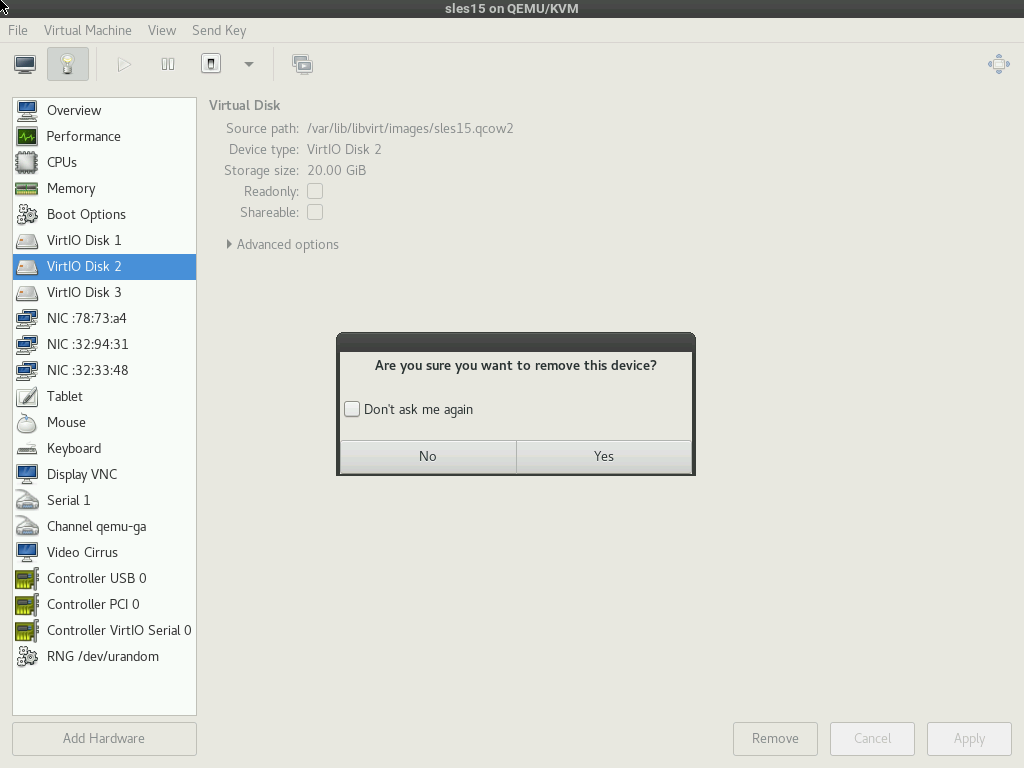 sles15 on QEMU/KVM
File Virtual Machine View Send Key
Overview
Performance
CPUs
Memory
Boot Options
VirtIO Disk 1
VirtIO Disk 2
VirtIO Disk 3
NIC :78:73:a4
NIC :32:94:31
NIC :32:33:48
Tablet
Mouse
Keyboard
Display VNC
Serial 1
Channel qemu-ga
Video Cirrus
Controller USB 0
Controller PCI 0
Controller VirtIO Serial 0
RNG /dev/urandom
Add Hardware
Virtual Disk
Source path: /var/lib/libvirt/images/sles15.qcow2
Device type: VirtIO Disk 2
Storage size: 20.00 GiB
Readonly:
Shareable:
Advanced options
Are you sure you want to remove this device?
Don't ask me again
No Yes
Remove Cancel Apply